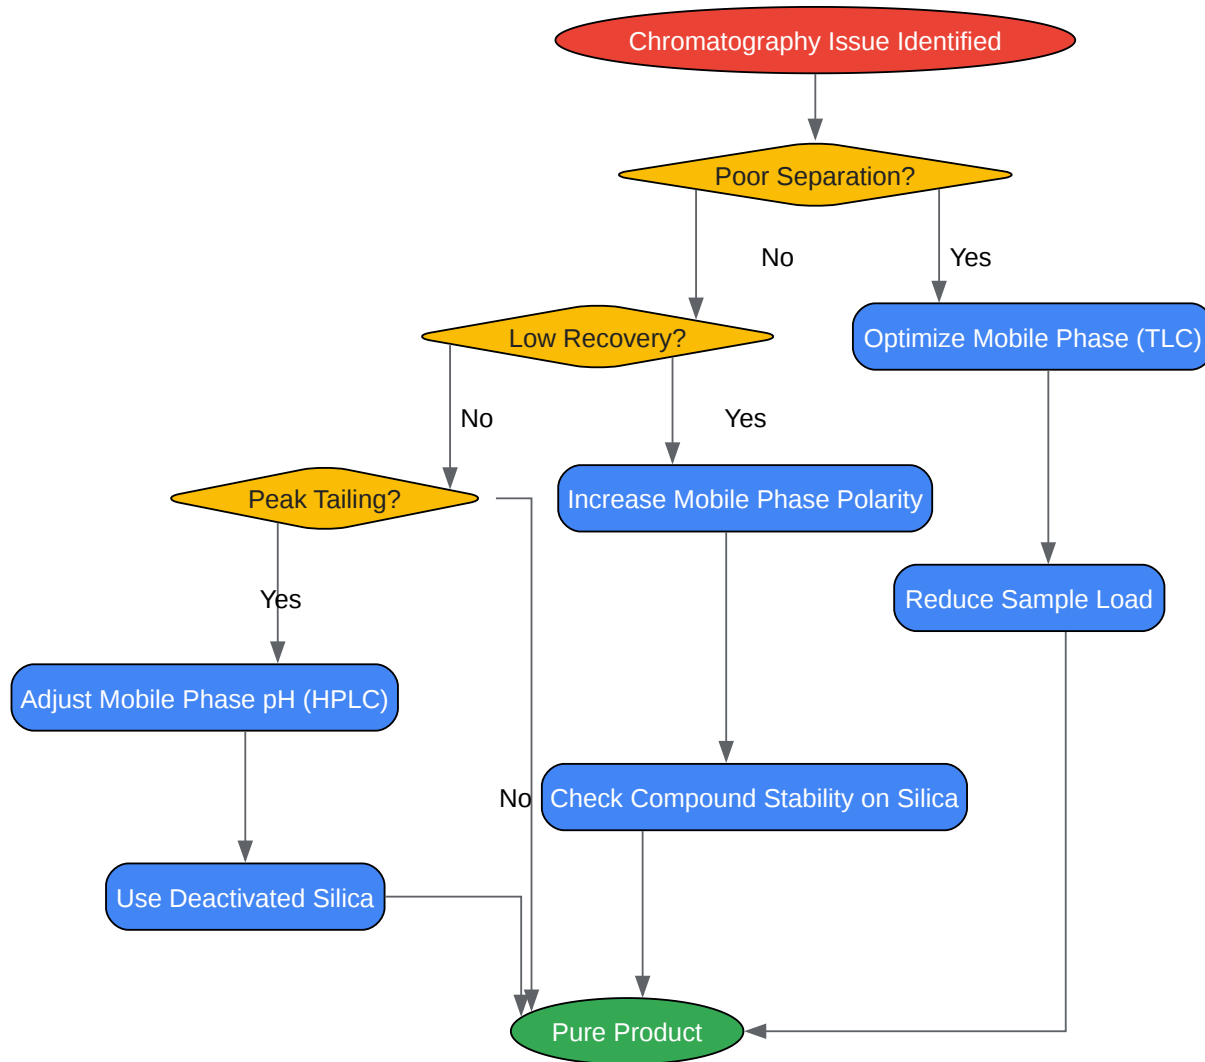 Chromatography Issue Identified
Poor Separation?
No
Yes
Low Recovery?
Optimize Mobile Phase (TLC)
No
Yes
Peak Tailing?
Increase Mobile Phase Polarity
Yes
Reduce Sample Load
Adjust Mobile Phase pH (HPLC)
No
Check Compound Stability on Silica
Use Deactivated Silica
Pure Product